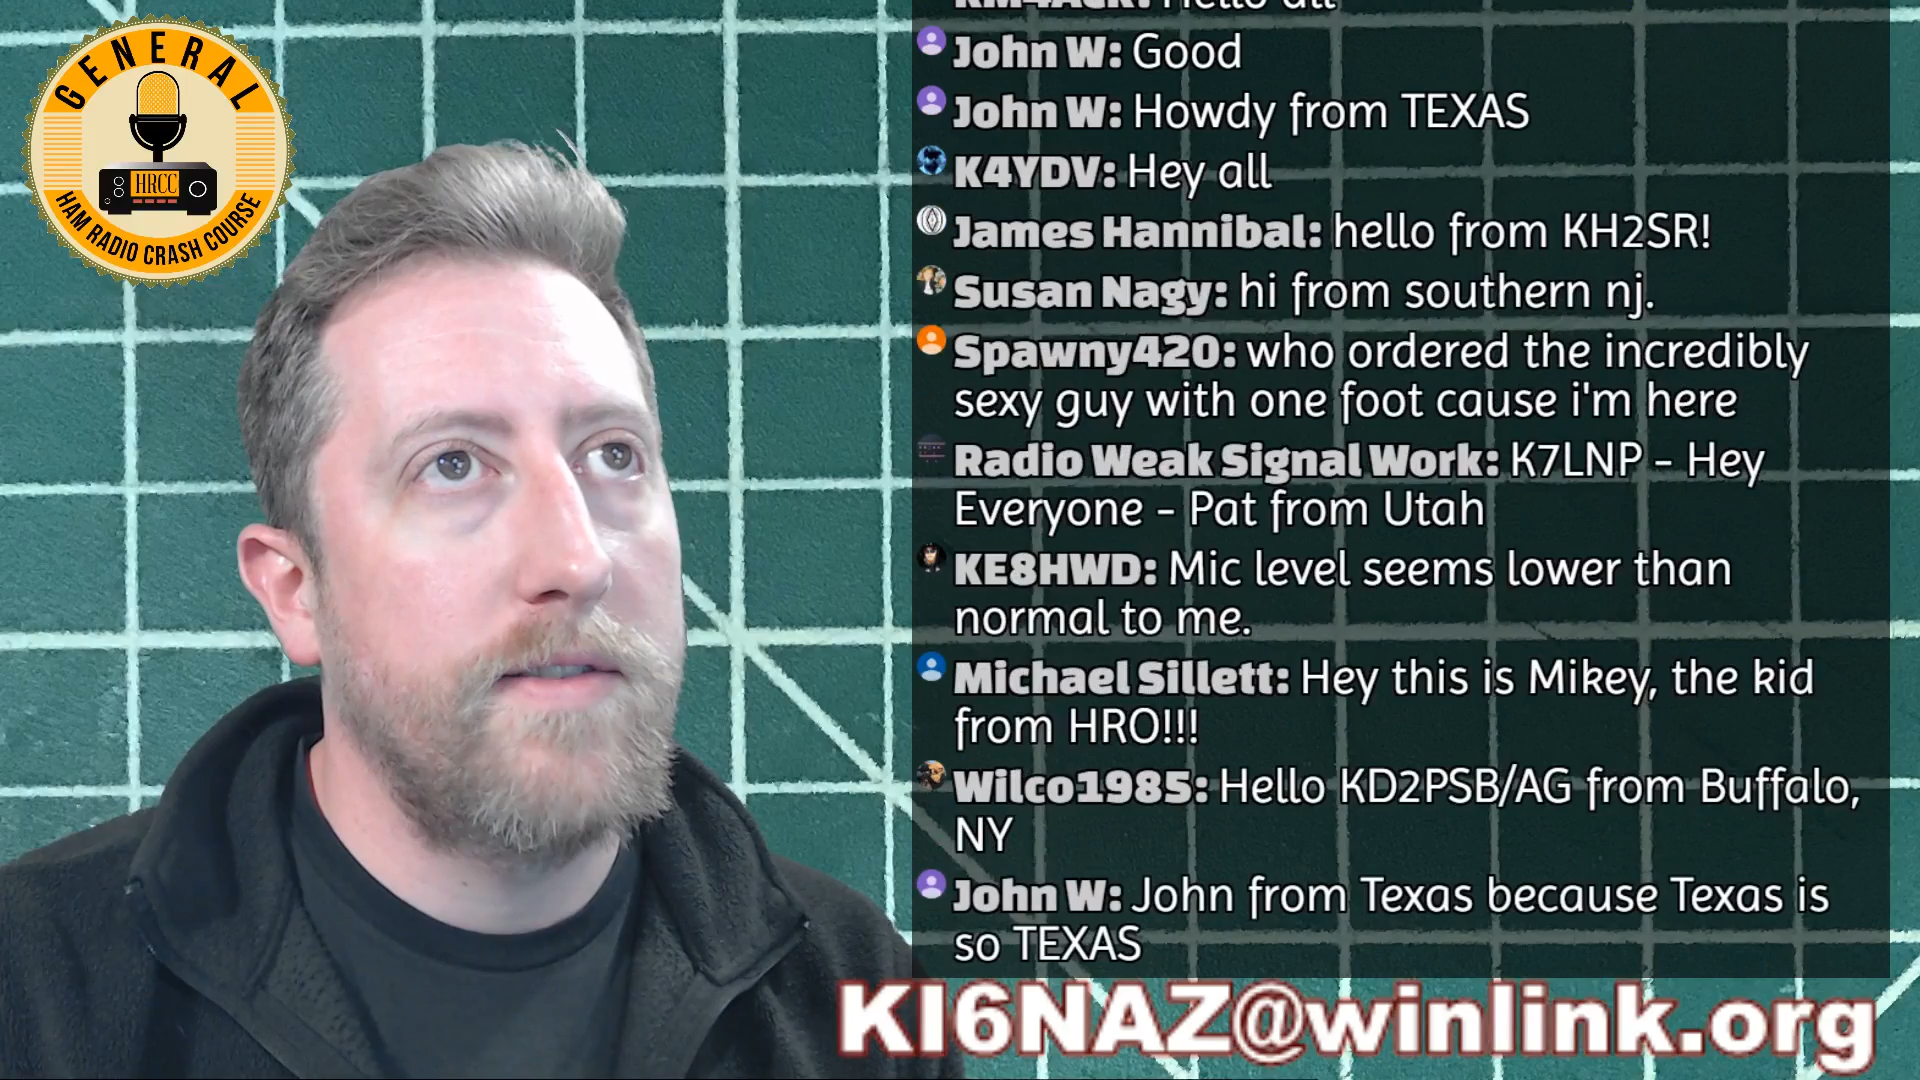 GENERAL
HRCC
HAM RADIO CRASH COURSE
KM4ACK: Hello all
John W: Good
John W: Howdy from TEXAS
K4YDV: Hey all
James Hannibal: hello from KH2SR!
Susan Nagy: hi from southern nj.
Spawny420: who ordered the incredibly
sexy guy with one foot cause i'm here
Radio Weak Signal Work: K7LNP - Hey
Everyone - Pat from Utah
KE8HWD: Mic level seems lower than
normal to me.
Michael Sillett: Hey this is Mikey, the kid
from HRO!!!
Wilco1985: Hello KD2PSB/AG from Buffalo,
NY
John W: John from Texas because Texas is
so TEXAS
KI6NAZ@winlink.org